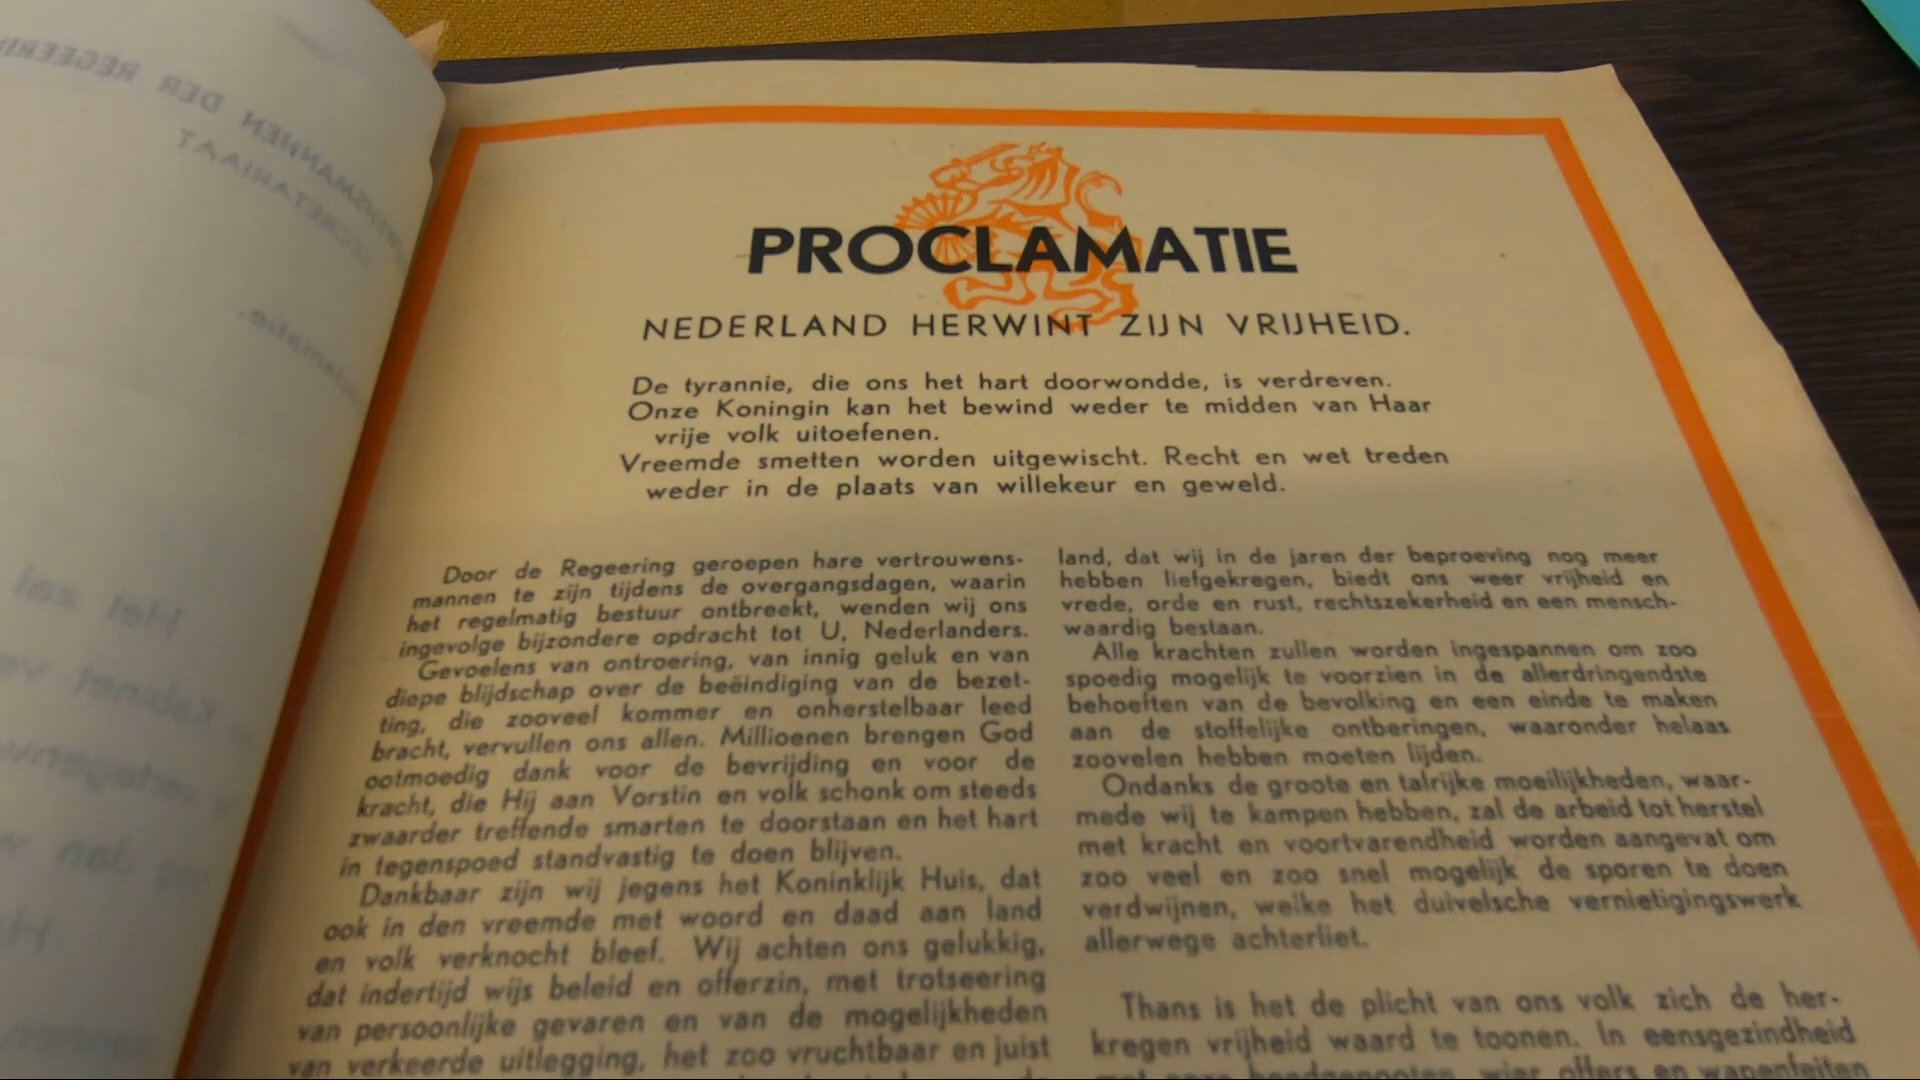 PROCLAMATIE
NEDERLAND HERWINT ZIJN VRIJHEID.
De tyrannie, die ons het hart doorwondde, is verdreven.
Onze Koningin kan het bewind weder te midden van Haar
vrije volk uitoefenen.
Vreemde smetten worden uitgewischt. Recht en wet treden
weder in de plaats van willekeur en geweld.
Door de Regeering geroepen hare vertrouwens-
mannen te zijn tijdens de overgangsdagen, waarin
het regelmatig bestuur ontbreekt, wenden wij ons
ingevolge bijzondere opdracht tot U, Nederlanders.
Gevoelens van ontroering, van innig geluk en van
diepe blijdschap over de beëindiging van de bezet-
ting, die zooveel kommer en onherstelbaar leed
bracht, vervullen ons allen. Millioenen brengen God
ootmoedig dank voor de bevrijding en voor de
kracht, die Hij aan Vorstin en volk schonk om steeds
zwaarder treffende smarten te doorstaan en het hart
in tegenspoed standvastig te doen blijven.
Dankbaar zijn wij jegens het Koninklijk Huis, dat
ook in den vreemde met woord en daad aan land
en volk verknocht bleef. Wij achten ons gelukkig,
dat indertijd wijs beleid en offerzin, met trotseering
van persoonlijke gevaren en van de mogelijkheden
van verkeerde uitlegging, het zoo vruchtbaar en juist
land, dat wij in de jaren der beproeving nog meer
hebben liefgekregen, biedt ons weer vrijheid en
vrede, orde en rust, rechtszekerheid en een mensch-
waardig bestaan.
Alle krachten zullen worden ingespannen om zoo
spoedig mogelijk te voorzien in de allerdringendste
behoeften van de bevolking en een einde te maken
aan de stoffelijke ontberingen, waaronder helaas
zoovelen hebben moeten lijden.
Ondanks de groote en talrijke moeilijkheden, waar-
mede wij te kampen hebben, zal de arbeid tot herstel
met kracht en voortvarendheid worden aangevat om
zoo veel en zoo snel mogelijk de sporen te doen
verdwijnen, welke het duivelsche vernietigingswerk
allerwege achterliet.
Thans is het de plicht van ons volk zich de her-
kregen vrijheid waard te toonen. In eensgezindheid
met onze bondgenooten, wier offers en wapenfeiten